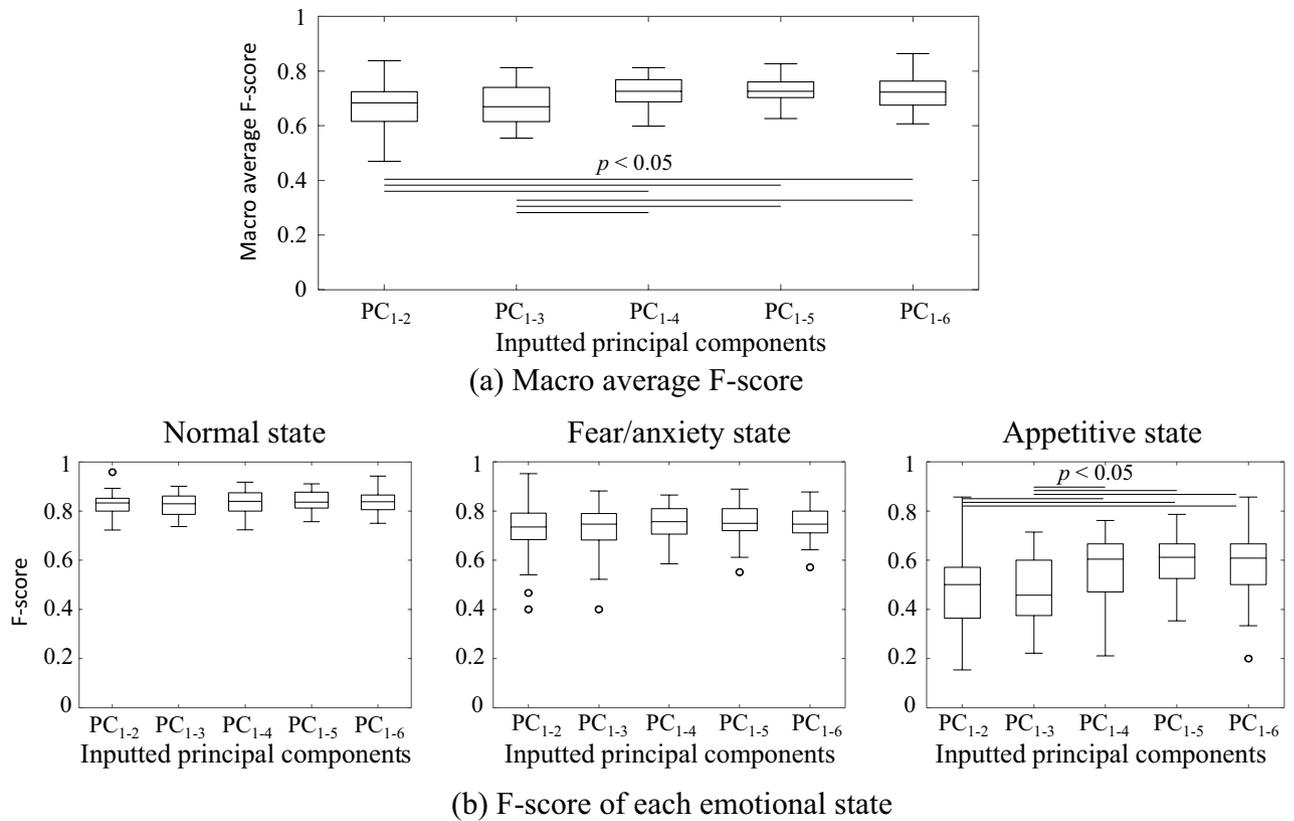 1
0.8
0.6
0.4
0.2
0
Macro average F-score
p < 0.05
PC1-2 PC1-3 PC1-4 PC1-5 PC1-6
Inputted principal components
(a) Macro average F-score
Normal state
1
0.8
0.6
0.4
0.2
0
F-score
PC1-2 PC1-3 PC1-4 PC1-5 PC1-6
Inputted principal components
Fear/anxiety state
1
0.8
0.6
0.4
0.2
0
PC1-2 PC1-3 PC1-4 PC1-5 PC1-6
Inputted principal components
Appetitive state
1
0.8
0.6
0.4
0.2
0
p < 0.05
PC1-2 PC1-3 PC1-4 PC1-5 PC1-6
Inputted principal components
(b) F-score of each emotional state